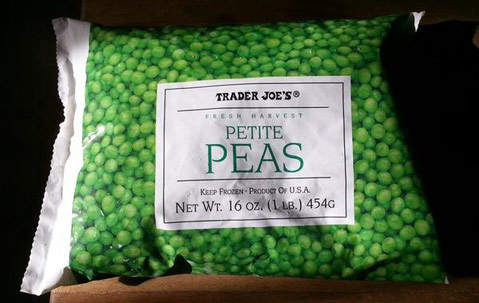 TRADER JOE'S®
FRESH HARVEST
PETITE
PEAS
KEEP FROZEN · PRODUCT OF U.S.A.
NET WT. 16 OZ. (1 LB.) 454G